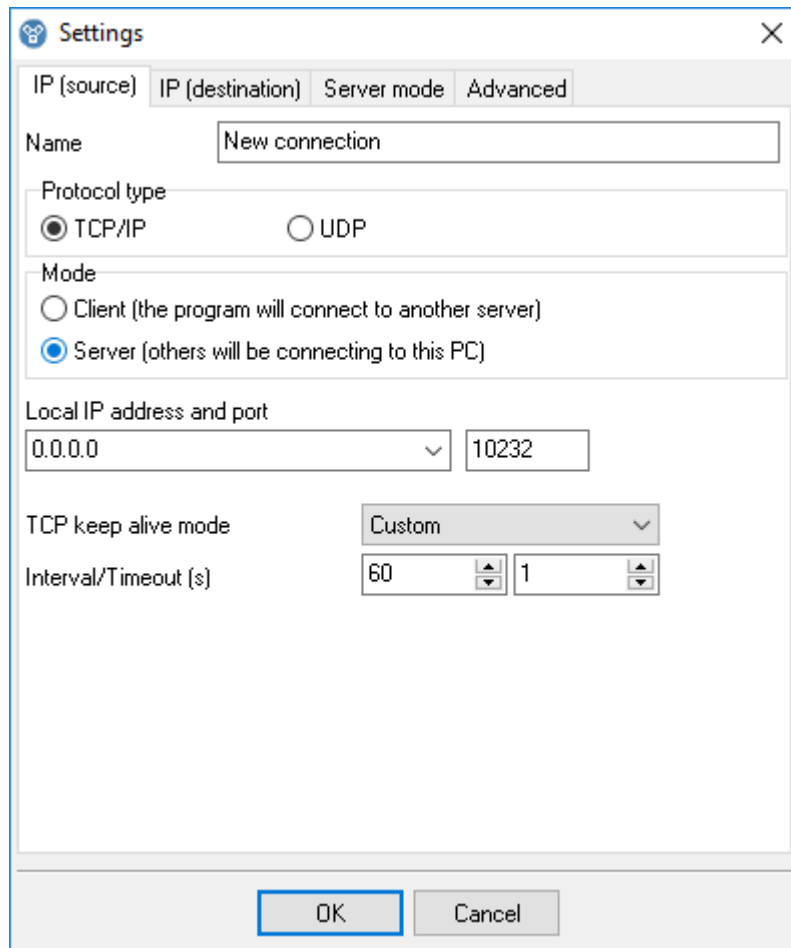 Settings
IP (source) IP (destination) Server mode Advanced
Name New connection
Protocol type
TCP/IP UDP
Mode
Client (the program will connect to another server)
Server (others will be connecting to this PC)
Local IP address and port
0.0.0.0 10232
TCP keep alive mode Custom
Interval/Timeout (s) 60 1
OK Cancel